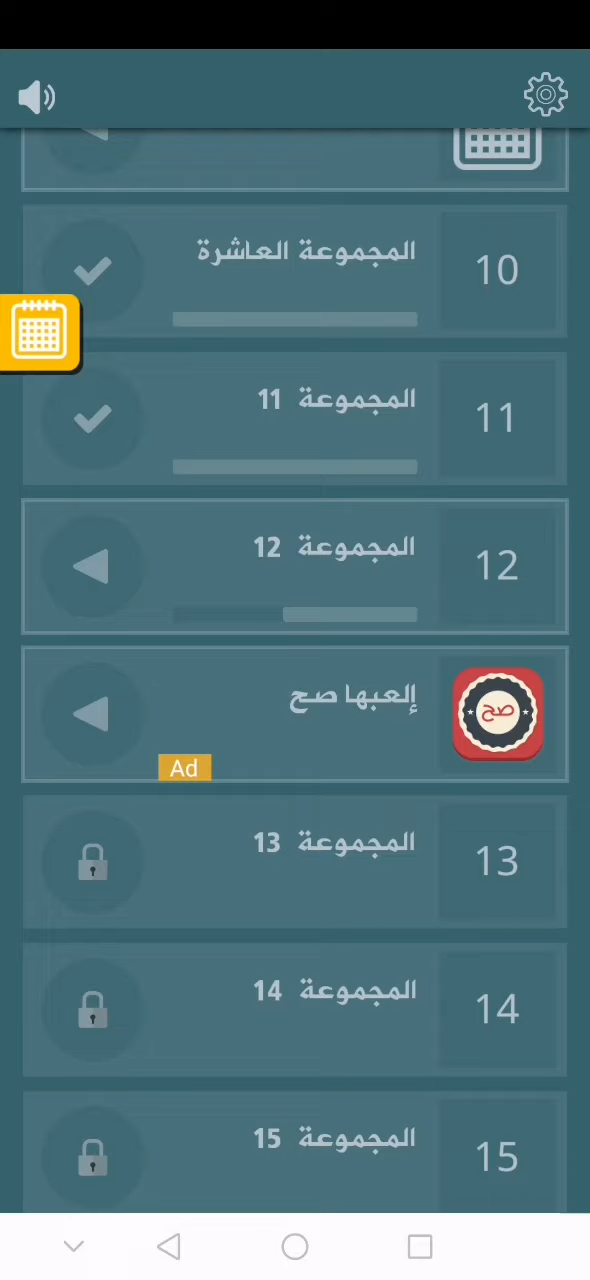 المجموعة العاشرة
10
المجموعة 11
11
المجموعة 12
12
إلعبها صح
صح
Ad
المجموعة 13
13
المجموعة 14
14
المجموعة 15
15